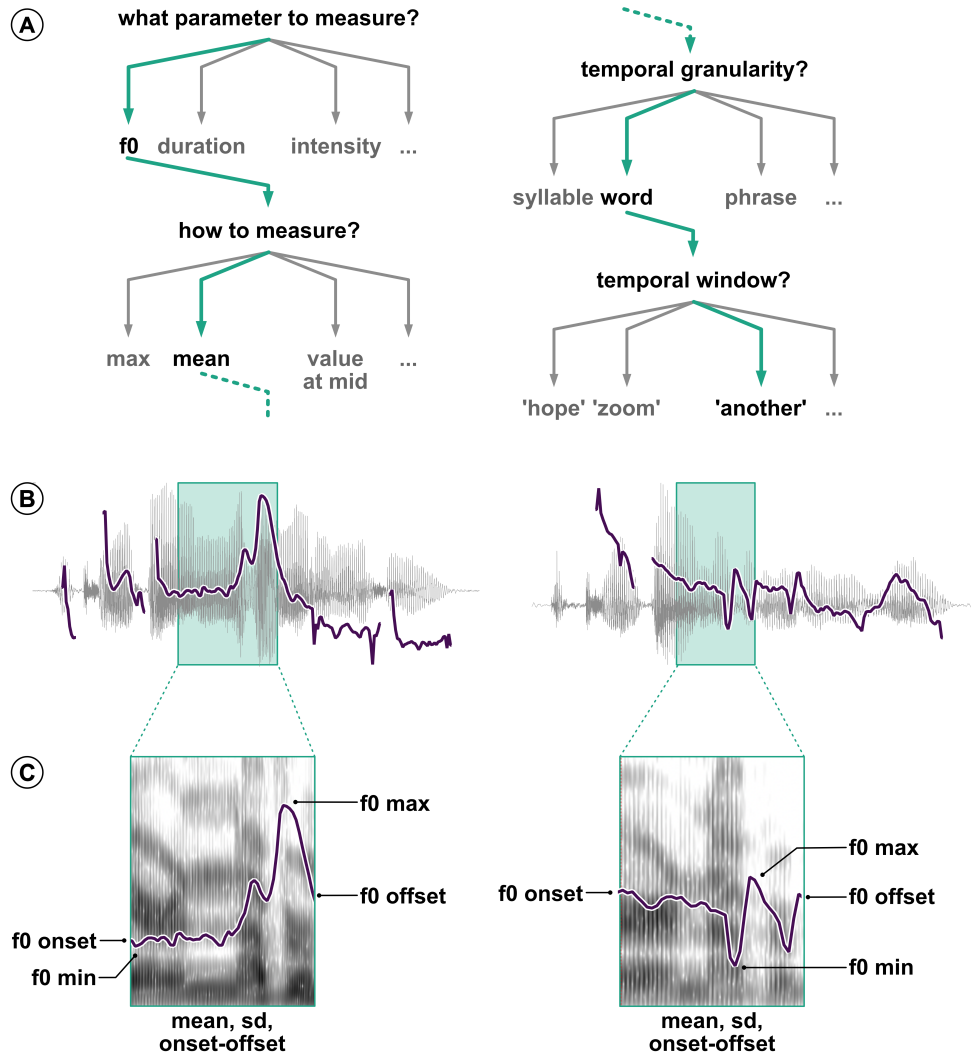 A
what parameter to measure?
f0 duration intensity ...
how to measure?
max mean value ...
at mid
temporal granularity?
syllable word phrase ...
temporal window?
'hope' 'zoom' 'another' ...
B
C
f0 max
f0 offset
f0 onset
f0 min
mean, sd,
onset-offset
f0 onset
f0 max
f0 offset
f0 min
mean, sd,
onset-offset